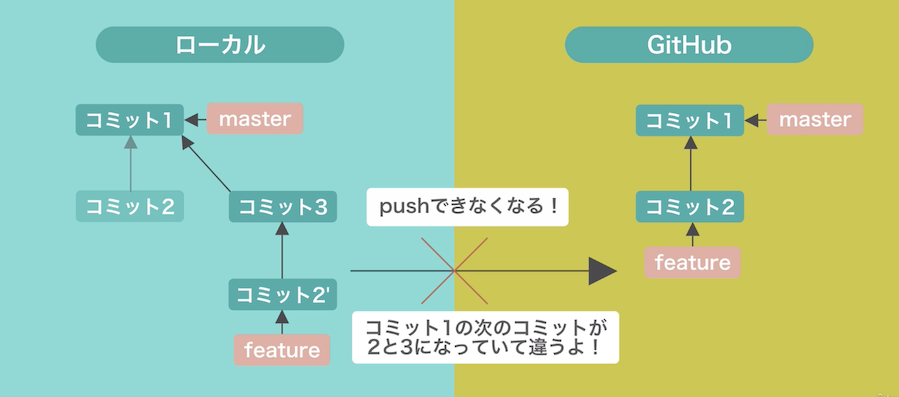 ローカル
GitHub
コミット1
master
コミット2
コミット3
コミット2'
feature
pushできなくなる！
コミット1の次のコミットが
2と3になっていて違うよ！
コミット1
master
コミット2
feature